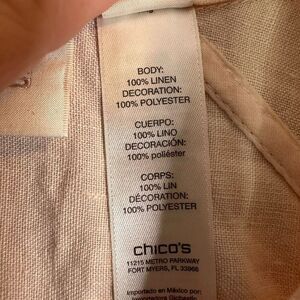 BODY:
100% LINEN
DECORATION:
100% POLYESTER
CUERPO:
100% LINO
DECORACIÓN:
100% poliéster
CORPS:
100% LIN
DÉCORATION:
100% POLYESTER
chico's
11215 METRO PARKWAY
FORT MYERS, FL 33966
Importado en México por: